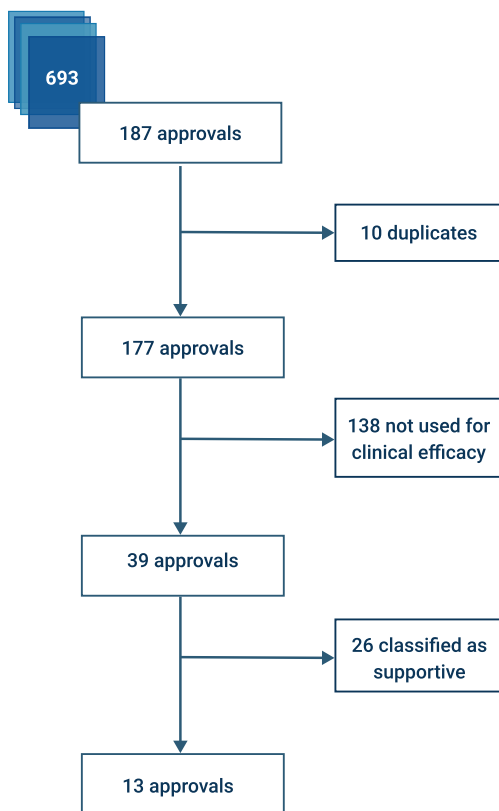 693
187 approvals
10 duplicates
177 approvals
138 not used for
clinical efficacy
39 approvals
26 classified as
supportive
13 approvals